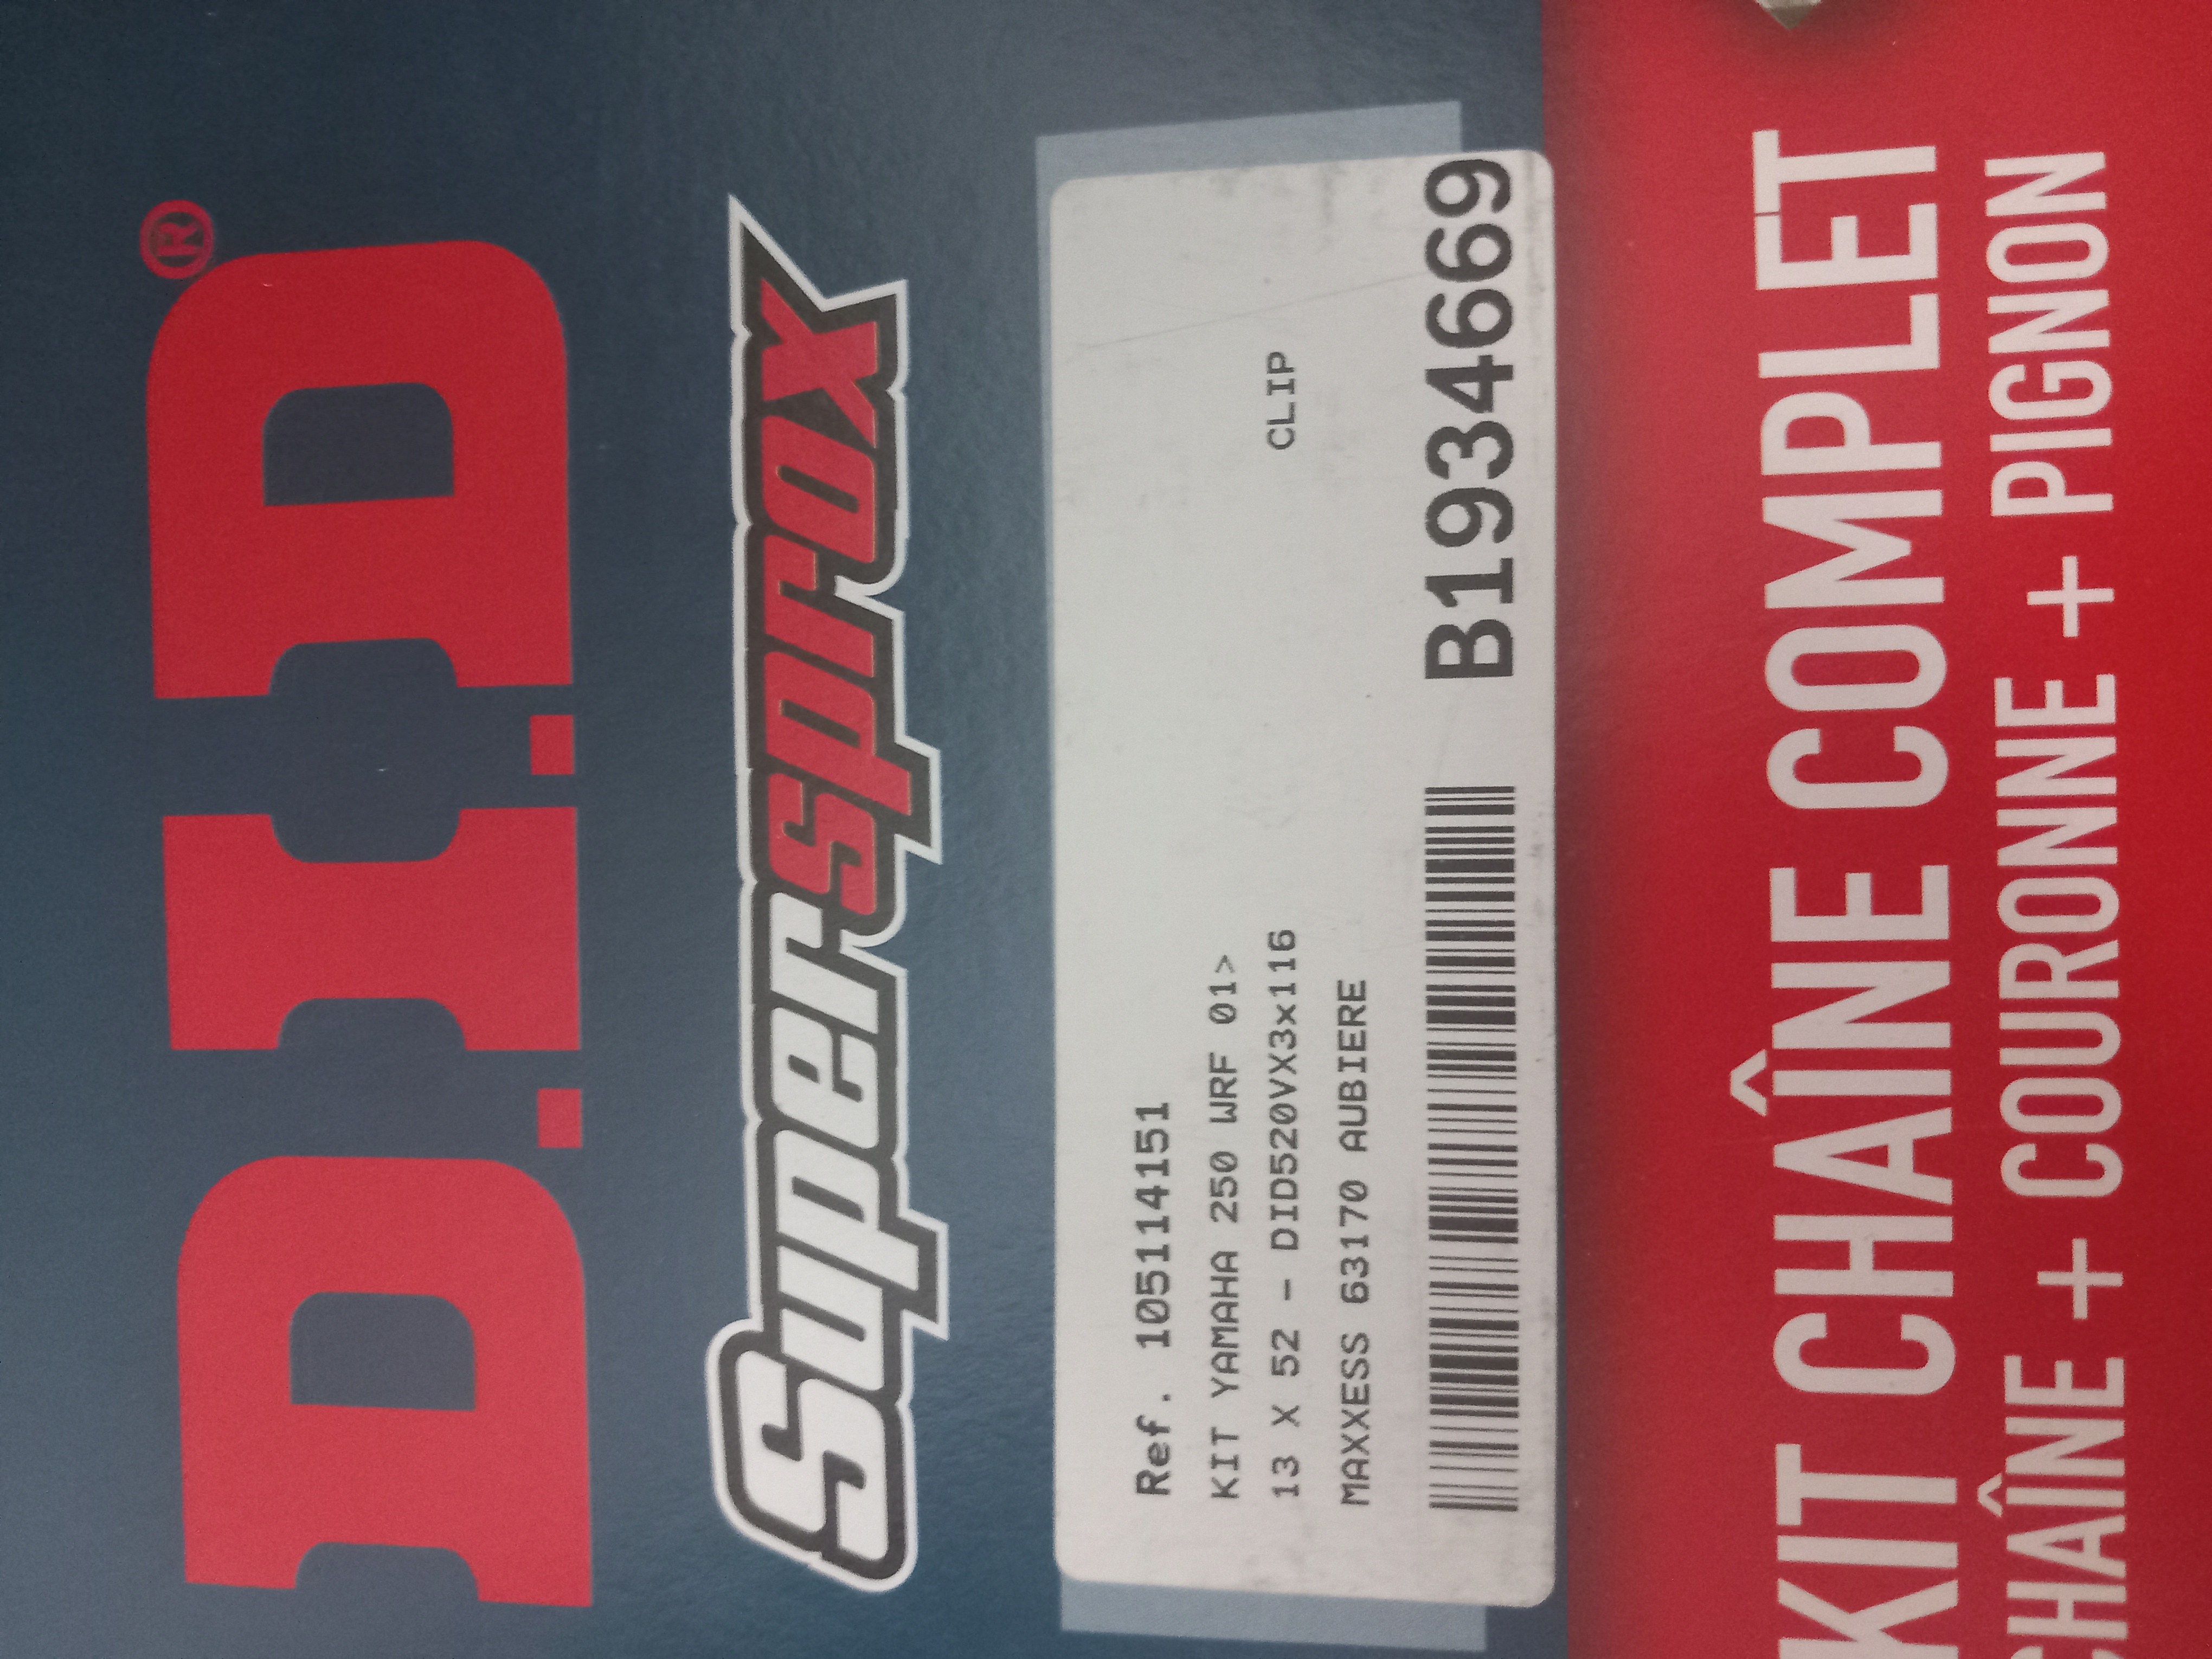 D.I.D®
Supersprox
Ref. 105114151
KIT YAMAHA 250 WRF 01>
13 X 52 - DID520VX3x116 CLIP
MAXXESS 63170 AUBIERE
B1934669
KIT CHAÎNE COMPLET
CHAÎNE + COURONNE + PIGNON